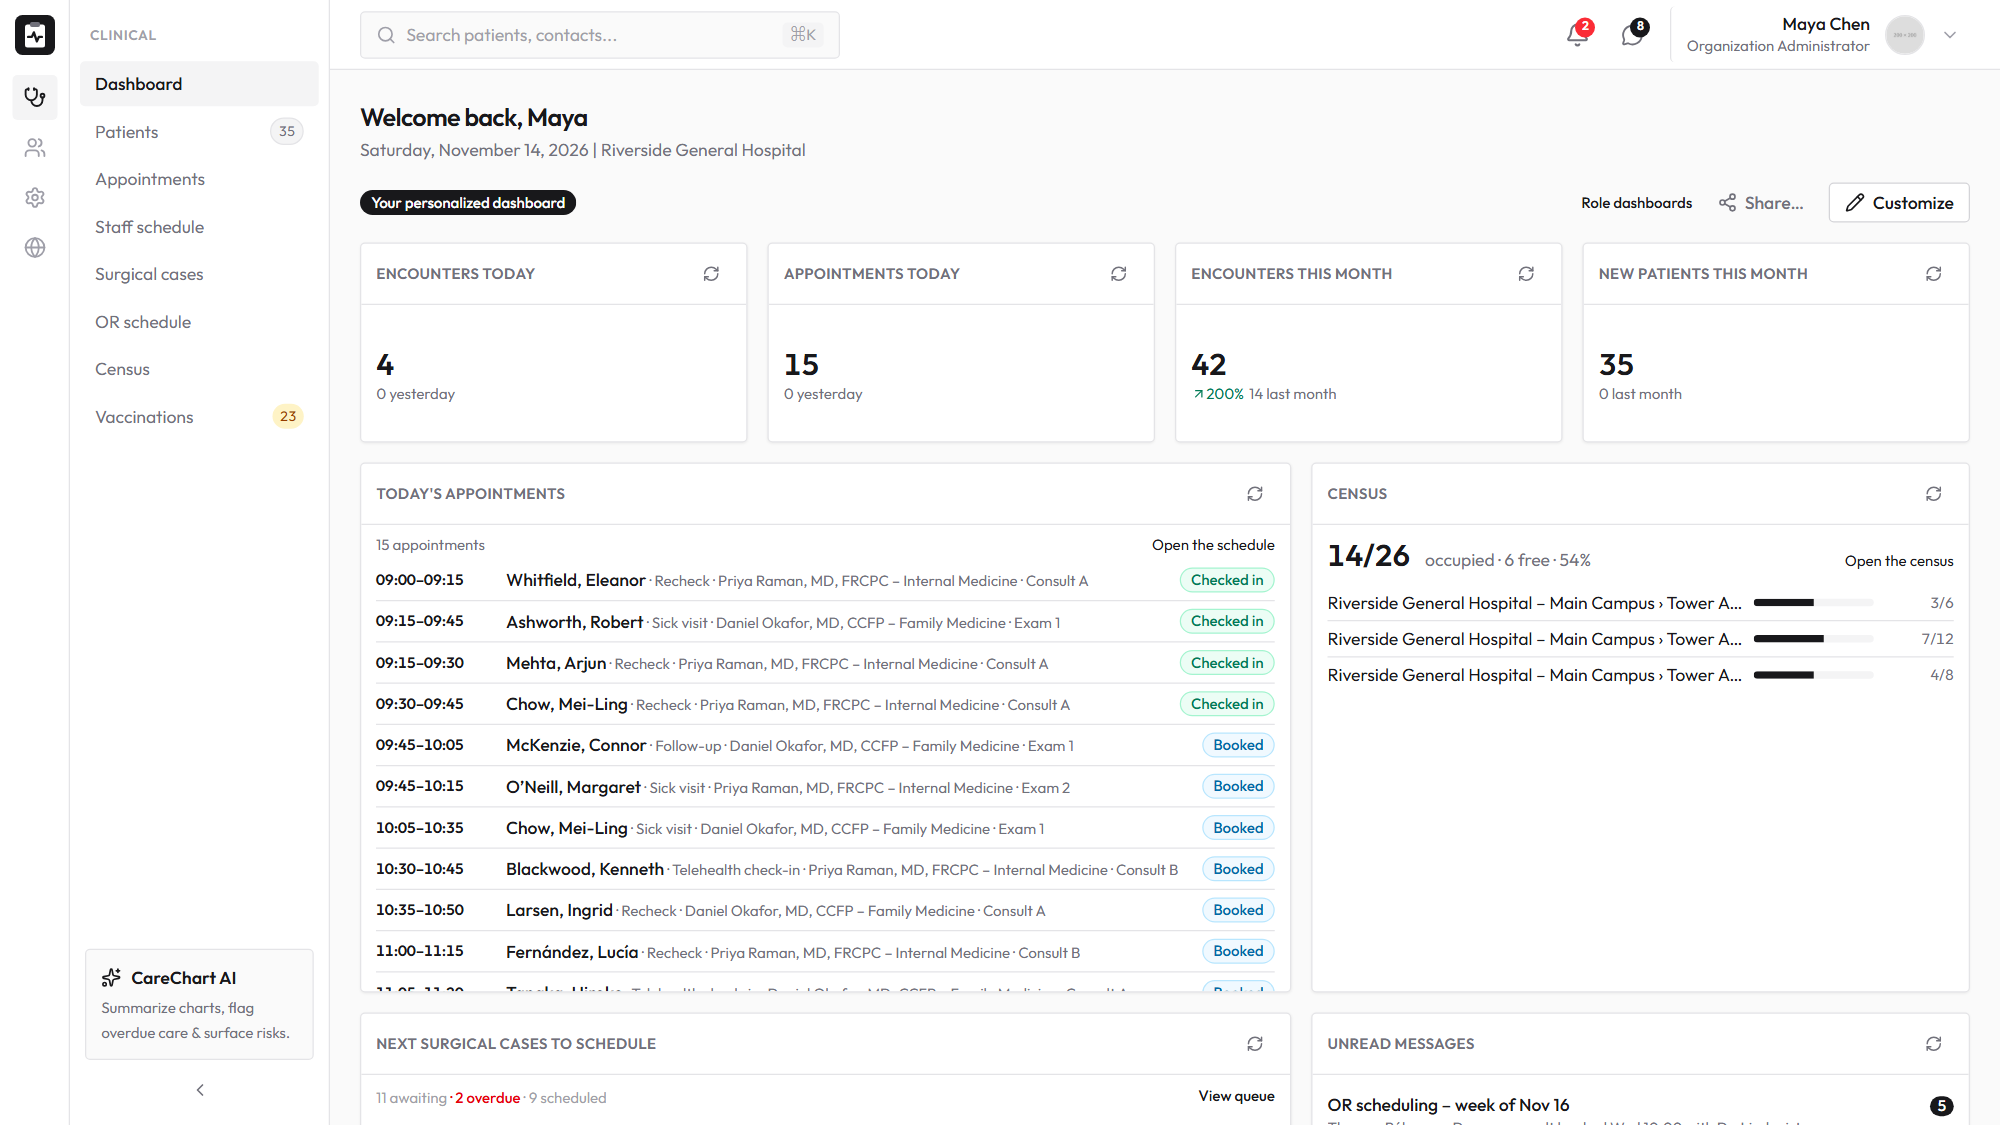 CLINICAL
Dashboard
Patients 35
Appointments
Staff schedule
Surgical cases
OR schedule
Census
Vaccinations 23
CareChart AI
Summarize charts, flag
overdue care & surface risks.
Search patients, contacts... ⌘K
2
8
Maya Chen
Organization Administrator
Welcome back, Maya
Saturday, November 14, 2026 | Riverside General Hospital
Your personalized dashboard
Role dashboards Share... Customize
ENCOUNTERS TODAY
4
0 yesterday
APPOINTMENTS TODAY
15
0 yesterday
ENCOUNTERS THIS MONTH
42
200% 14 last month
NEW PATIENTS THIS MONTH
35
0 last month
TODAY'S APPOINTMENTS
15 appointments Open the schedule
09:00–09:15 Whitfield, Eleanor · Recheck · Priya Raman, MD, FRCPC – Internal Medicine · Consult A Checked in
09:15–09:45 Ashworth, Robert · Sick visit · Daniel Okafor, MD, CCFP – Family Medicine · Exam 1 Checked in
09:15–09:30 Mehta, Arjun · Recheck · Priya Raman, MD, FRCPC – Internal Medicine · Consult A Checked in
09:30–09:45 Chow, Mei-Ling · Recheck · Priya Raman, MD, FRCPC – Internal Medicine · Consult A Checked in
09:45–10:05 McKenzie, Connor · Follow-up · Daniel Okafor, MD, CCFP – Family Medicine · Exam 1 Booked
09:45–10:15 O'Neill, Margaret · Sick visit · Priya Raman, MD, FRCPC – Internal Medicine · Exam 2 Booked
10:05–10:35 Chow, Mei-Ling · Sick visit · Daniel Okafor, MD, CCFP – Family Medicine · Exam 1 Booked
10:30–10:45 Blackwood, Kenneth · Telehealth check-in · Priya Raman, MD, FRCPC – Internal Medicine · Consult B Booked
10:35–10:50 Larsen, Ingrid · Recheck · Daniel Okafor, MD, CCFP – Family Medicine · Consult A Booked
11:00–11:15 Fernández, Lucía · Recheck · Priya Raman, MD, FRCPC – Internal Medicine · Consult B Booked
CENSUS
14/26 occupied · 6 free · 54% Open the census
Riverside General Hospital – Main Campus › Tower A... 3/6
Riverside General Hospital – Main Campus › Tower A... 7/12
Riverside General Hospital – Main Campus › Tower A... 4/8
NEXT SURGICAL CASES TO SCHEDULE
11 awaiting · 2 overdue · 9 scheduled View queue
UNREAD MESSAGES
OR scheduling – week of Nov 16 5